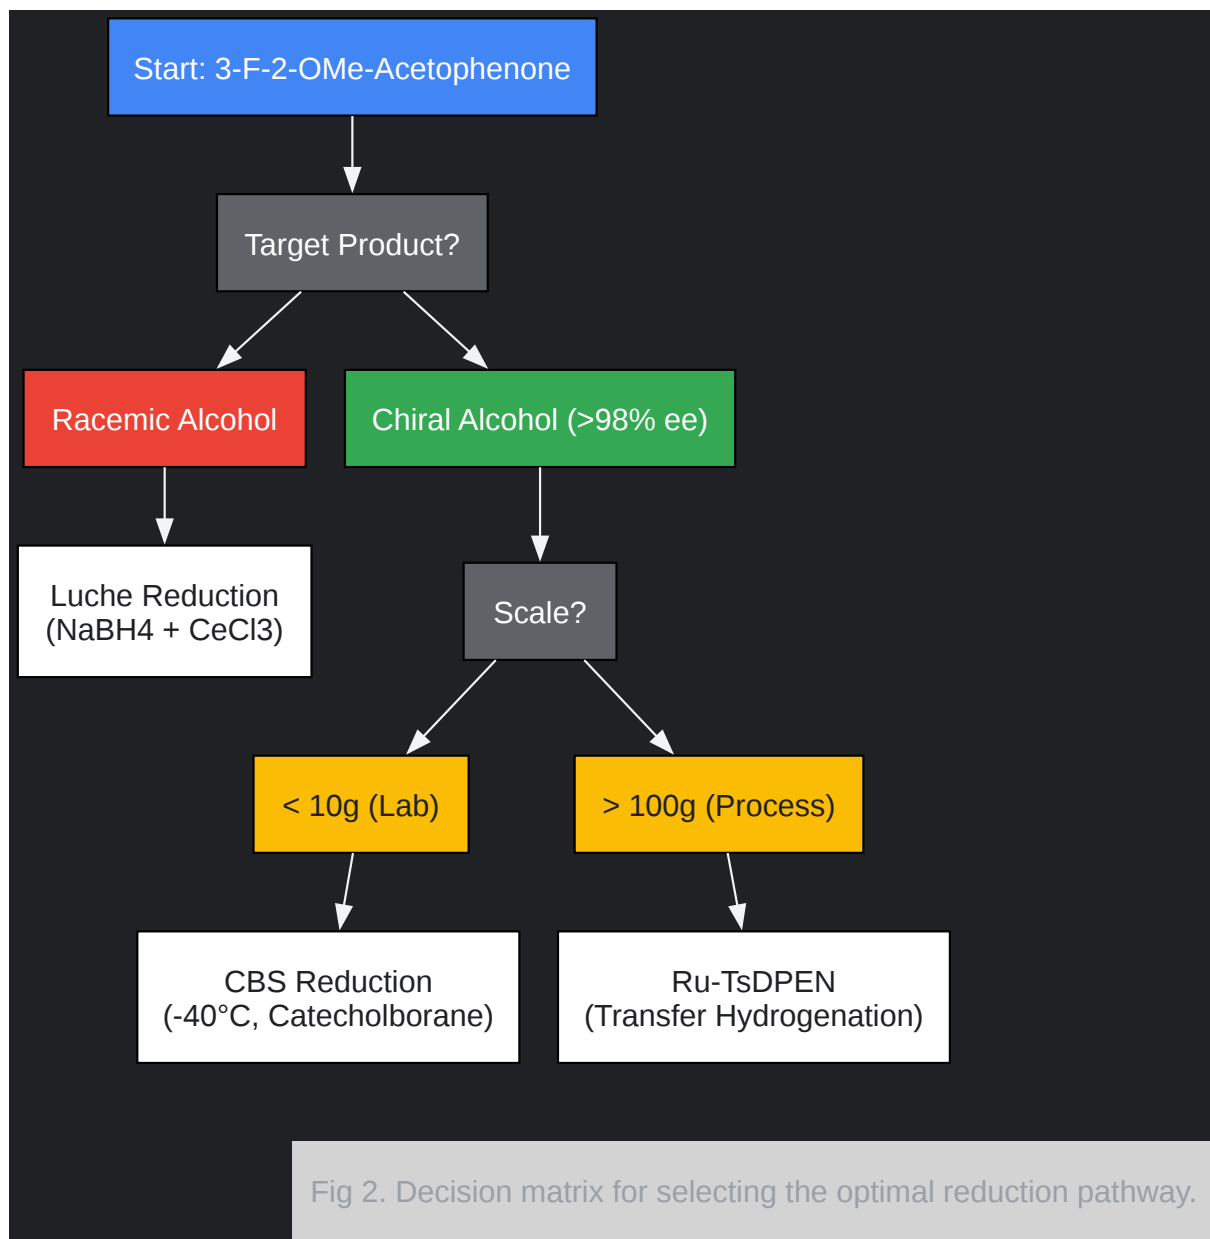 Start: 3-F-2-OMe-Acetophenone
Target Product?
Racemic Alcohol
Chiral Alcohol (>98% ee)
Luche Reduction
(NaBH4 + CeCl3)
Scale?
< 10g (Lab)
> 100g (Process)
CBS Reduction
(-40°C, Catecholborane)
Ru-TsDPEN
(Transfer Hydrogenation)
Fig 2. Decision matrix for selecting the optimal reduction pathway.